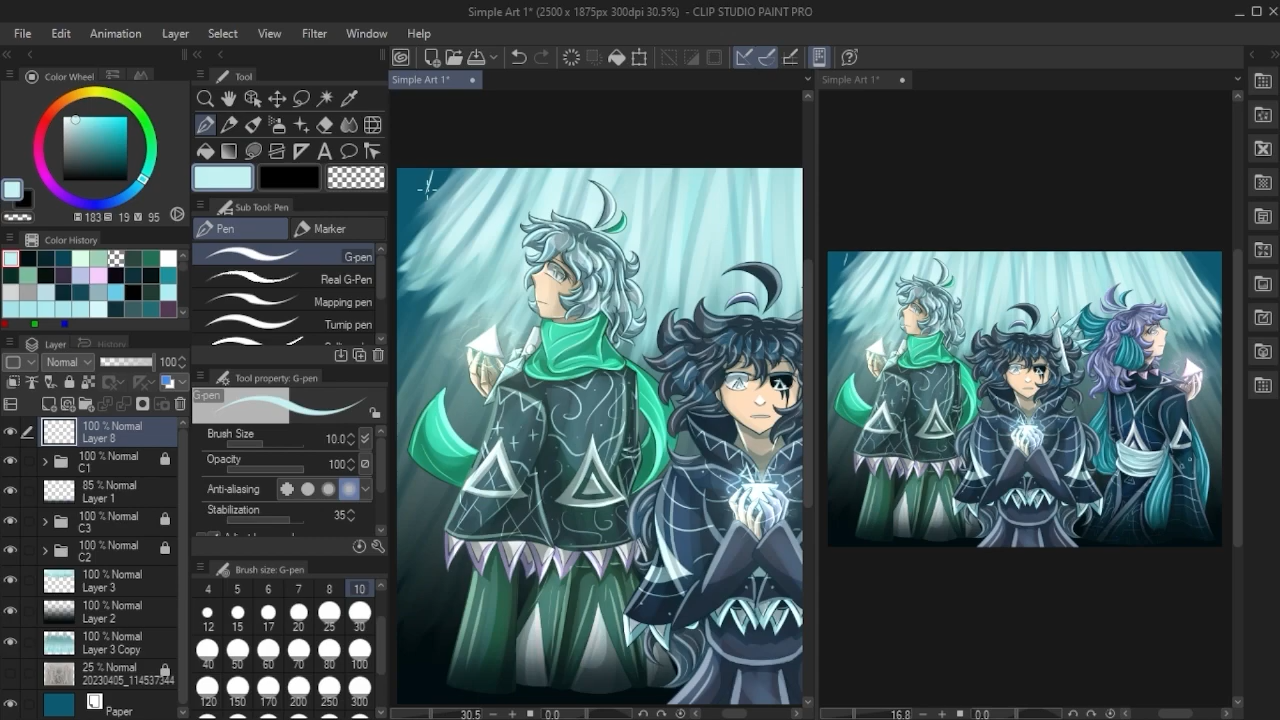 Simple Art 1* (2500 x 1875px 300dpi 30.5%) - CLIP STUDIO PAINT PRO
File Edit Animation Layer Select View Filter Window Help
Color Wheel
H 183 S 19 V 95
Color History
Layer History
Normal 100
100 % Normal
Layer 8
100 % Normal
C1
85 % Normal
Layer 1
100 % Normal
C3
100 % Normal
C2
100 % Normal
Layer 3
100 % Normal
Layer 2
100 % Normal
Layer 3 Copy
25 % Normal
20230405_114537344
Paper
Tool
Sub Tool: Pen
Pen Marker
G-pen
Real G-Pen
Mapping pen
Turnip pen
Tool property: G-pen
G-pen
Brush Size 10.0
Opacity 100
Anti-aliasing
Stabilization 35
Brush size: G-pen
4 5 6 7 8 10
12 15 17 20 25 30
40 50 60 70 80 100
120 150 170 200 250 300
Simple Art 1*
30.5 0.0
Simple Art 1*
16.8 0.0